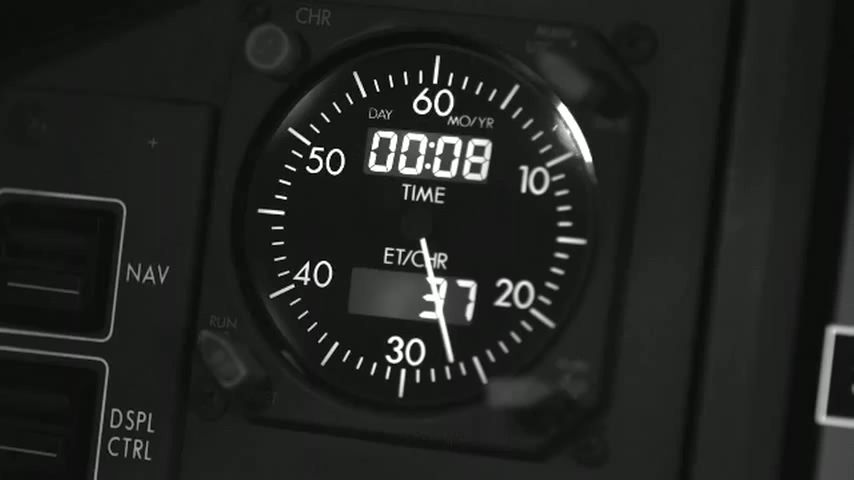 CHR
60
DAY MO/YR
00:08
50
10
TIME
ET/CHR
NAV
40
37
20
RUN
30
DSPL
CTRL